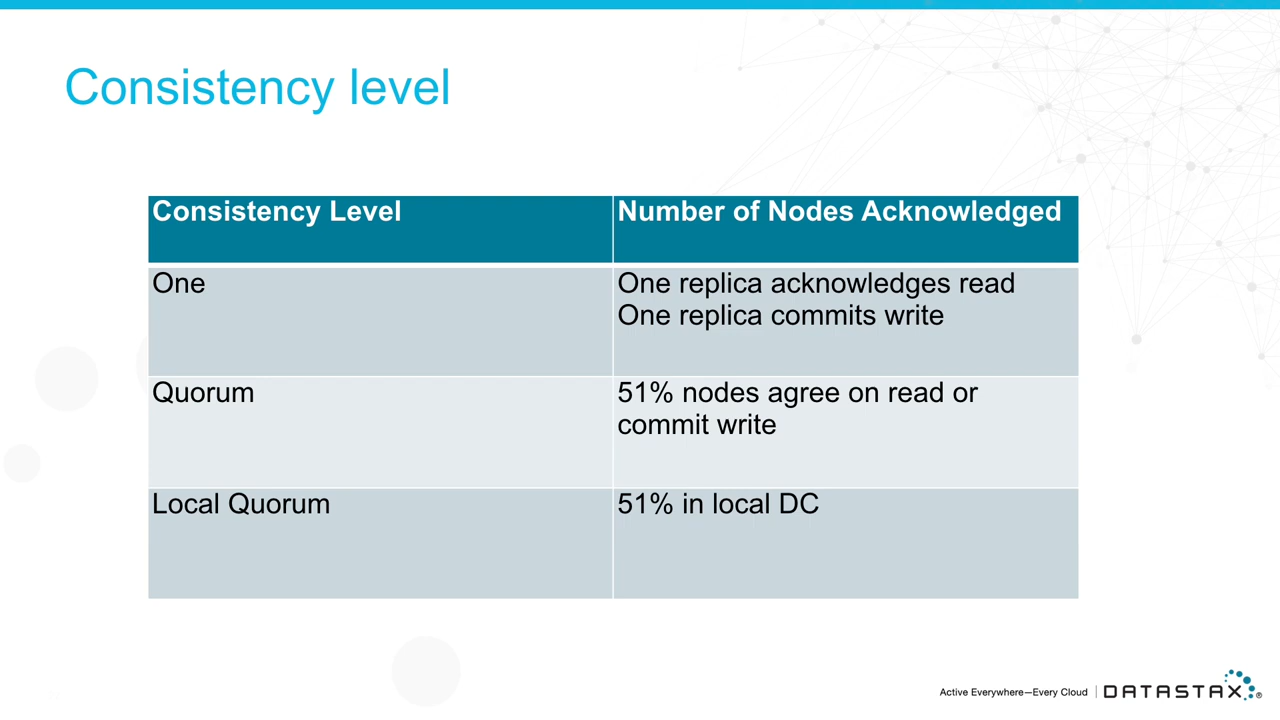 Consistency level
Consistency Level
Number of Nodes Acknowledged
One
One replica acknowledges read
One replica commits write
Quorum
51% nodes agree on read or
commit write
Local Quorum
51% in local DC
Active Everywhere—Every Cloud | DATASTAX®